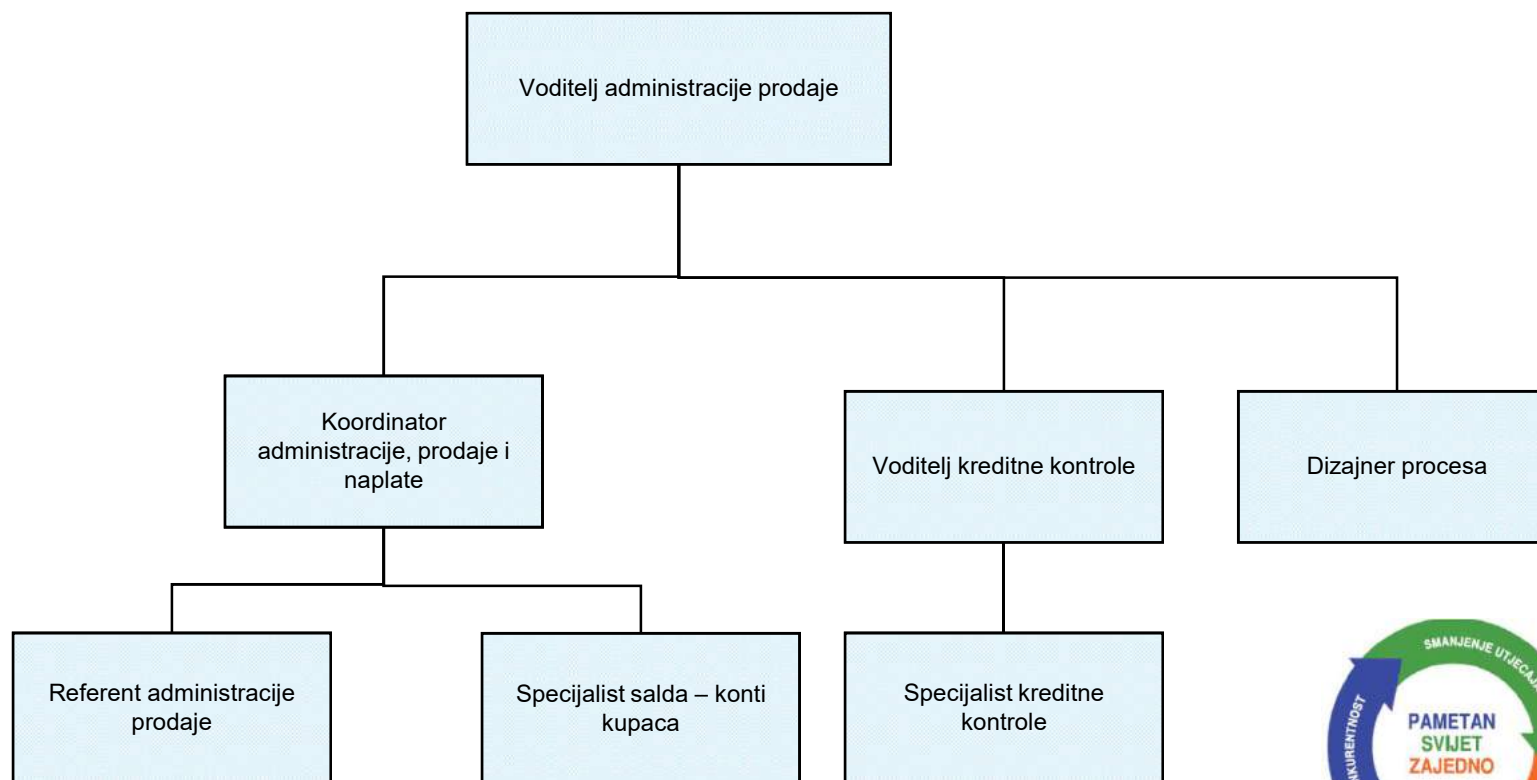 Voditelj administracije prodaje
Koordinator
administracije, prodaje i
naplate
Voditelj kreditne kontrole
Dizajner procesa
Referent administracije
prodaje
Specijalist salda – konti
kupaca
Specijalist kreditne
kontrole
SMANJENJE
PAMETAN
SVIJET
ZAJEDNO